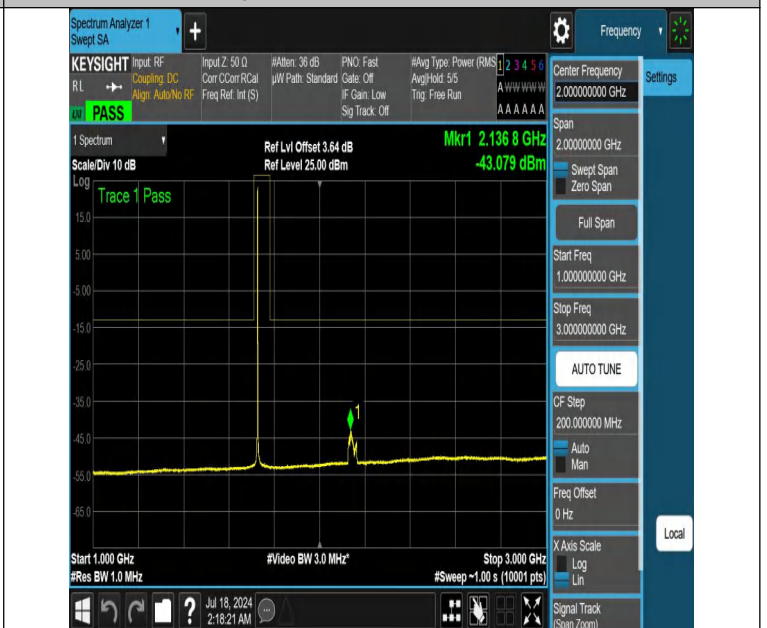 Spectrum Analyzer 1
Swept SA
Frequency
KEYSIGHT
RL
PASS
Input: RF
Coupling: DC
Align: Auto/No RF
Input Z: 50 Ω
Corr CCorr RCal
Freq Ref: Int (S)
#Atten: 36 dB
µW Path: Standard
PNO: Fast
Gate: Off
IF Gain: Low
Sig Track: Off
#Avg Type: Power (RMS
Avg|Hold: 5/5
Trig: Free Run
1 2 3 4 5 6
A W W W W W
A A A A A A
1 Spectrum
Scale/Div 10 dB
Ref Lvl Offset 3.64 dB
Ref Level 25.00 dBm
Mkr1 2.136 8 GHz
-43.079 dBm
Log
Trace 1 Pass
15.0
5.00
-5.00
-15.0
-25.0
-35.0
-45.0
-55.0
-65.0
1
Start 1.000 GHz
#Res BW 1.0 MHz
#Video BW 3.0 MHz*
Stop 3.000 GHz
#Sweep ~1.00 s (10001 pts)
Center Frequency
2.000000000 GHz
Settings
Span
2.00000000 GHz
Swept Span
Zero Span
Full Span
Start Freq
1.000000000 GHz
Stop Freq
3.000000000 GHz
AUTO TUNE
CF Step
200.000000 MHz
Auto
Man
Freq Offset
0 Hz
X Axis Scale
Log
Lin
Local
Signal Track
(Span Zoom)
Jul 18, 2024
2:18:21 AM